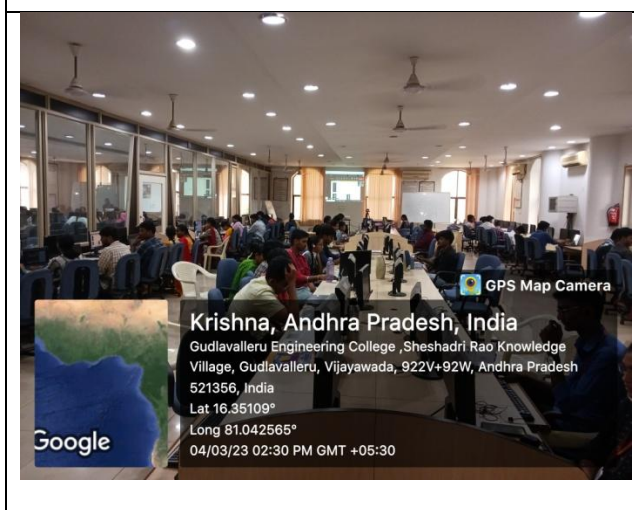 GPS Map Camera
Krishna, Andhra Pradesh, India
Gudlavalleru Engineering College ,Sheshadri Rao Knowledge
Village, Gudlavalleru, Vijayawada, 922V+92W, Andhra Pradesh
521356, India
Lat 16.35109°
Long 81.042565°
04/03/23 02:30 PM GMT +05:30
Google